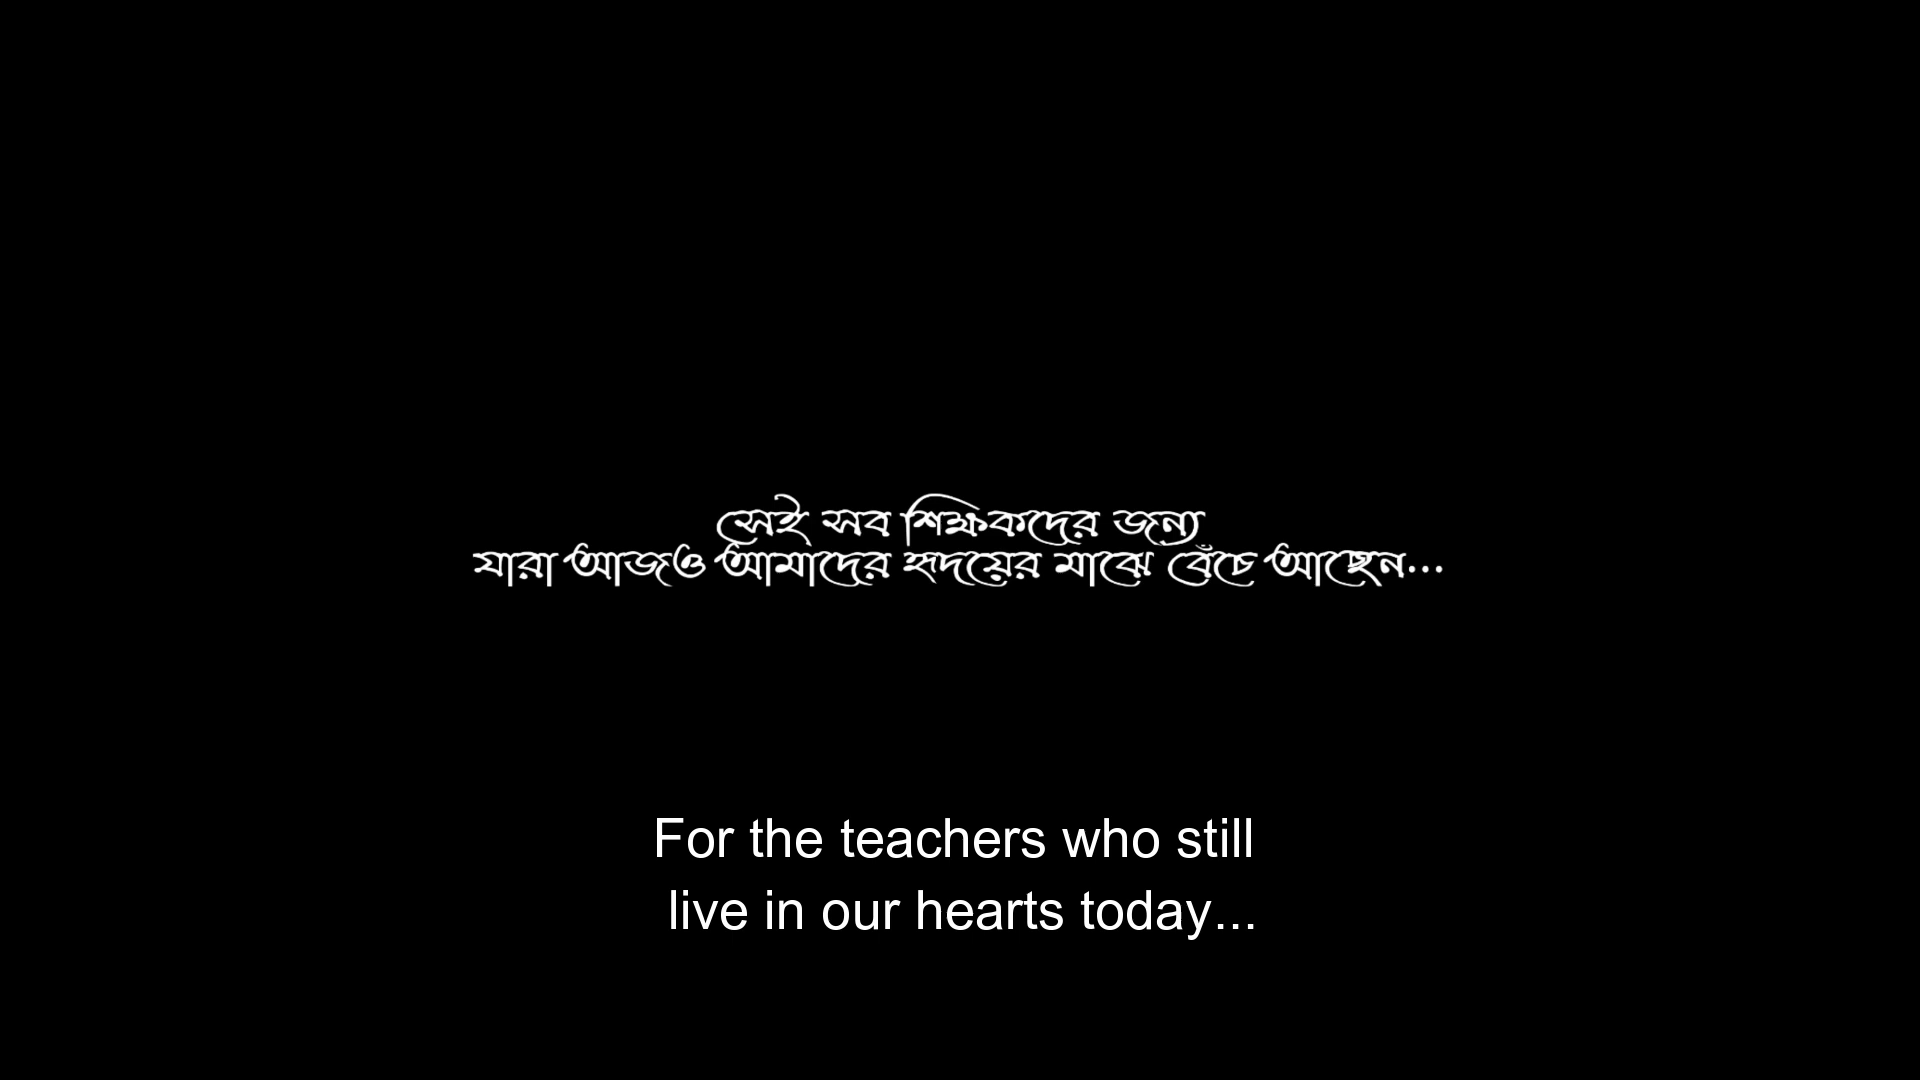 সেই সব শিক্ষকদের জন্য
যারা আজও আমাদের হৃদয়ের মাঝে বেঁচে আছেন...
For the teachers who still
live in our hearts today...